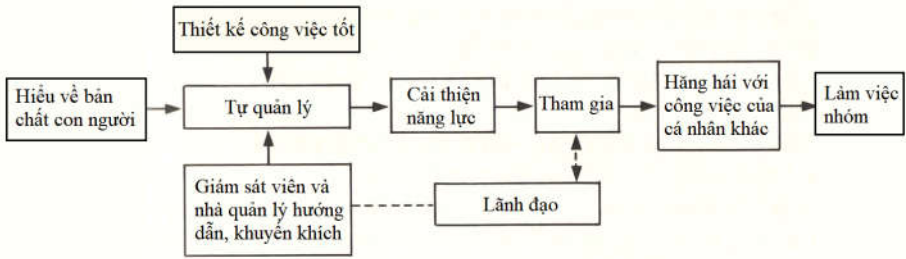 Thiết kế công việc tốt
Hiểu về bản
chất con người
Tự quản lý
Cải thiện
năng lực
Tham gia
Hăng hái với
công việc của
cá nhân khác
Làm việc
nhóm
Giám sát viên và
nhà quản lý hướng
dẫn, khuyến khích
Lãnh đạo